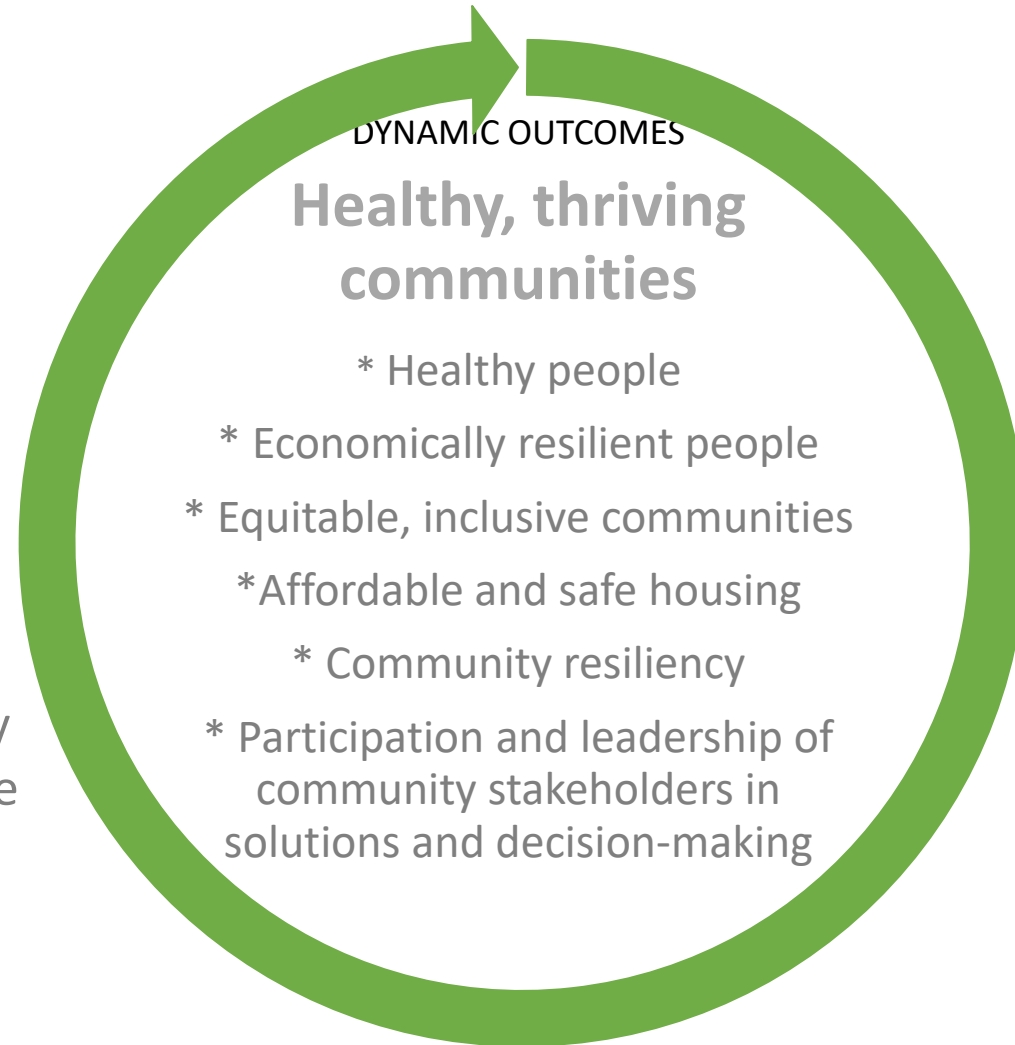 DYNAMIC OUTCOMES
Healthy, thriving
communities
* Healthy people
* Economically resilient people
* Equitable, inclusive communities
*Affordable and safe housing
* Community resiliency
* Participation and leadership of
community stakeholders in
solutions and decision-making